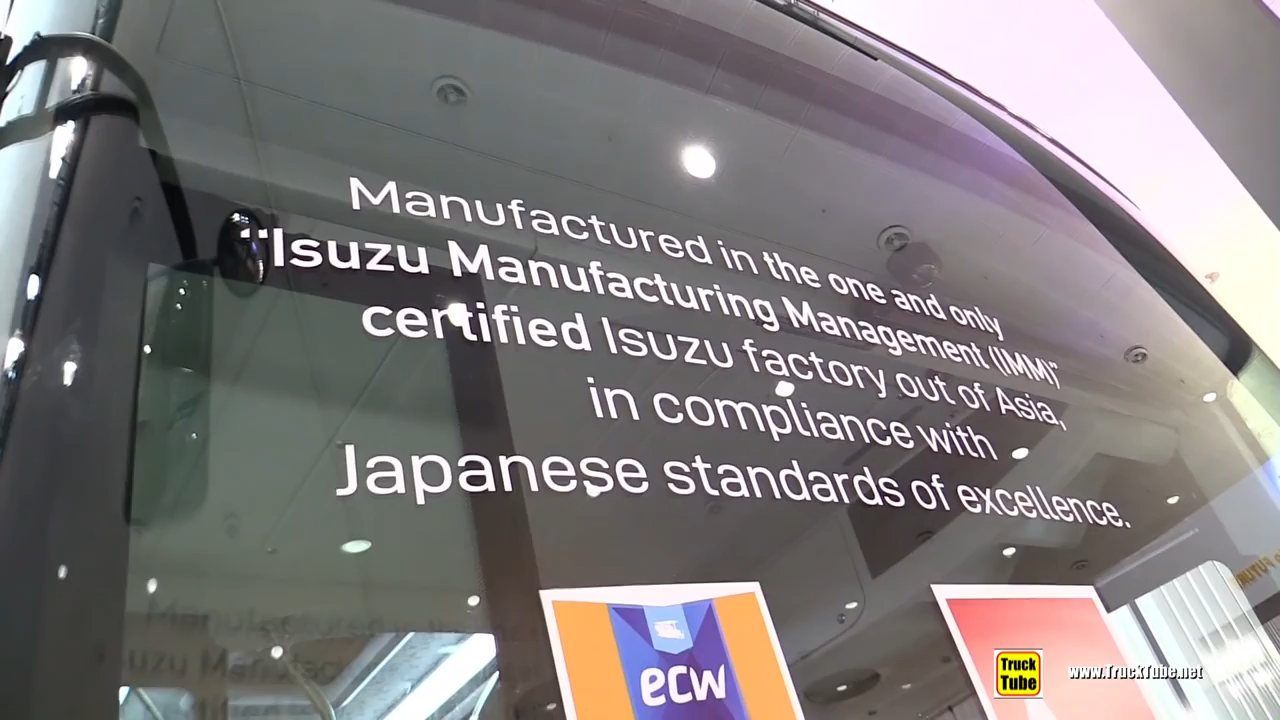 Manufactured in the one and only
"Isuzu Manufacturing Management (IMM)"
certified Isuzu factory out of Asia,
in compliance with
Japanese standards of excellence.
ecw
Truck
Tube
www.TruckTube.net